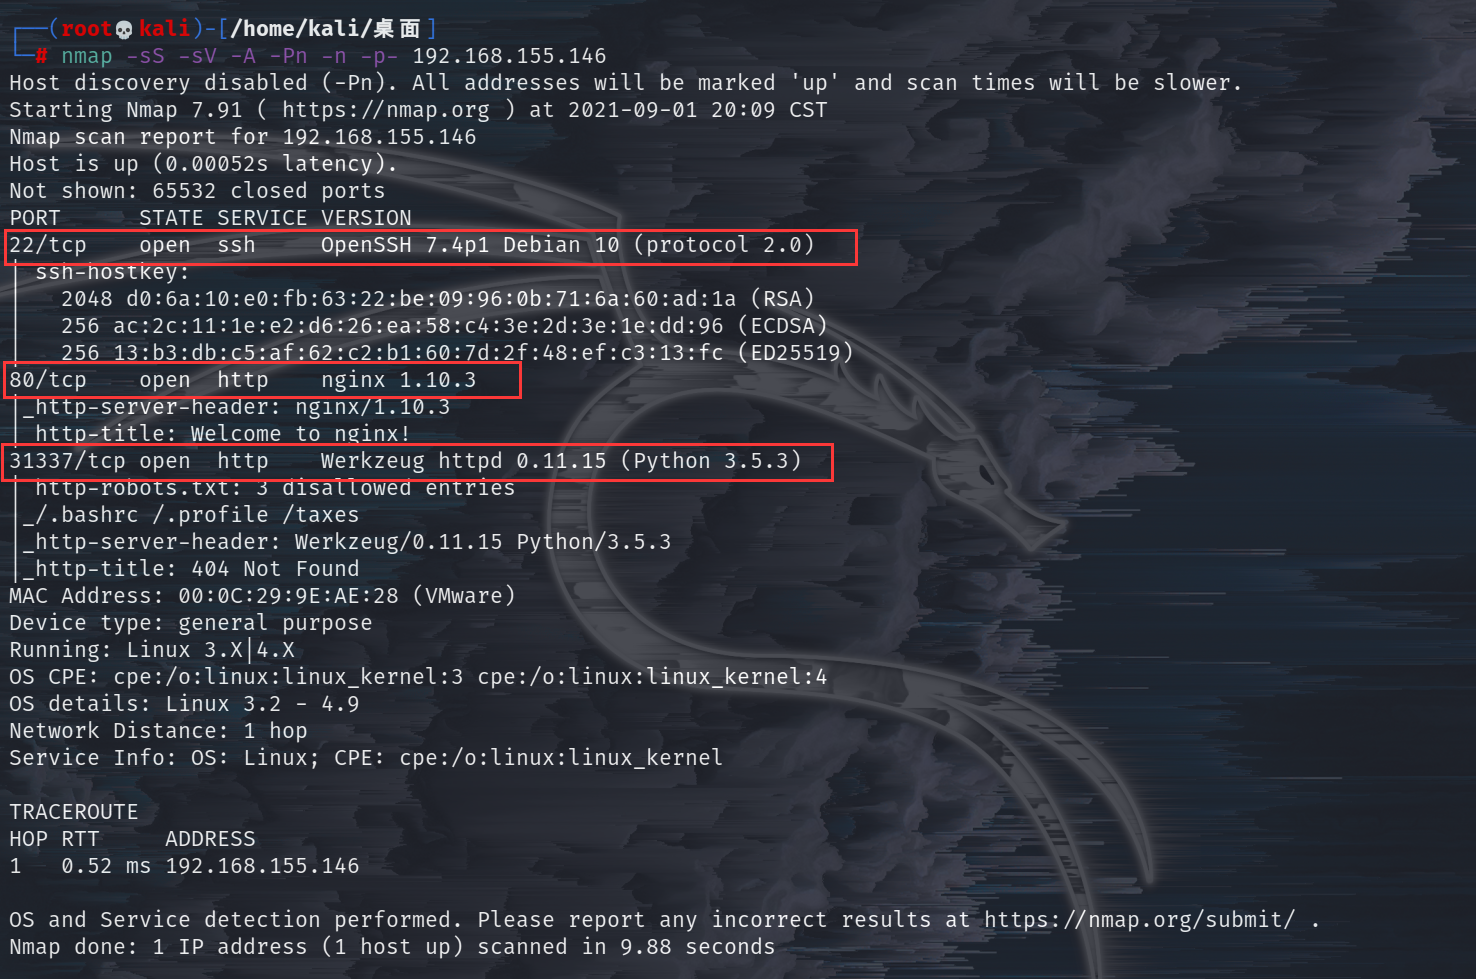 ┌──(root💀kali)-[/home/kali/桌面]
└─# nmap -sS -sV -A -Pn -n -p- 192.168.155.146
Host discovery disabled (-Pn). All addresses will be marked 'up' and scan times will be slower.
Starting Nmap 7.91 ( https://nmap.org ) at 2021-09-01 20:09 CST
Nmap scan report for 192.168.155.146
Host is up (0.00052s latency).
Not shown: 65532 closed ports
PORT      STATE SERVICE VERSION
22/tcp    open  ssh     OpenSSH 7.4p1 Debian 10 (protocol 2.0)
| ssh-hostkey:
|   2048 d0:6a:10:e0:fb:63:22:be:09:96:0b:71:6a:60:ad:1a (RSA)
|   256 ac:2c:11:1e:e2:d6:26:ea:58:c4:3e:2d:3e:1e:dd:96 (ECDSA)
|   256 13:b3:db:c5:af:62:c2:b1:60:7d:2f:48:ef:c3:13:fc (ED25519)
80/tcp    open  http    nginx 1.10.3
|_http-server-header: nginx/1.10.3
| http-title: Welcome to nginx!
31337/tcp open  http    Werkzeug httpd 0.11.15 (Python 3.5.3)
| http-robots.txt: 3 disallowed entries
|_/.bashrc /.profile /taxes
|_http-server-header: Werkzeug/0.11.15 Python/3.5.3
|_http-title: 404 Not Found
MAC Address: 00:0C:29:9E:AE:28 (VMware)
Device type: general purpose
Running: Linux 3.X|4.X
OS CPE: cpe:/o:linux:linux_kernel:3 cpe:/o:linux:linux_kernel:4
OS details: Linux 3.2 - 4.9
Network Distance: 1 hop
Service Info: OS: Linux; CPE: cpe:/o:linux:linux_kernel
TRACEROUTE
HOP RTT     ADDRESS
1   0.52 ms 192.168.155.146
OS and Service detection performed. Please report any incorrect results at https://nmap.org/submit/ .
Nmap done: 1 IP address (1 host up) scanned in 9.88 seconds